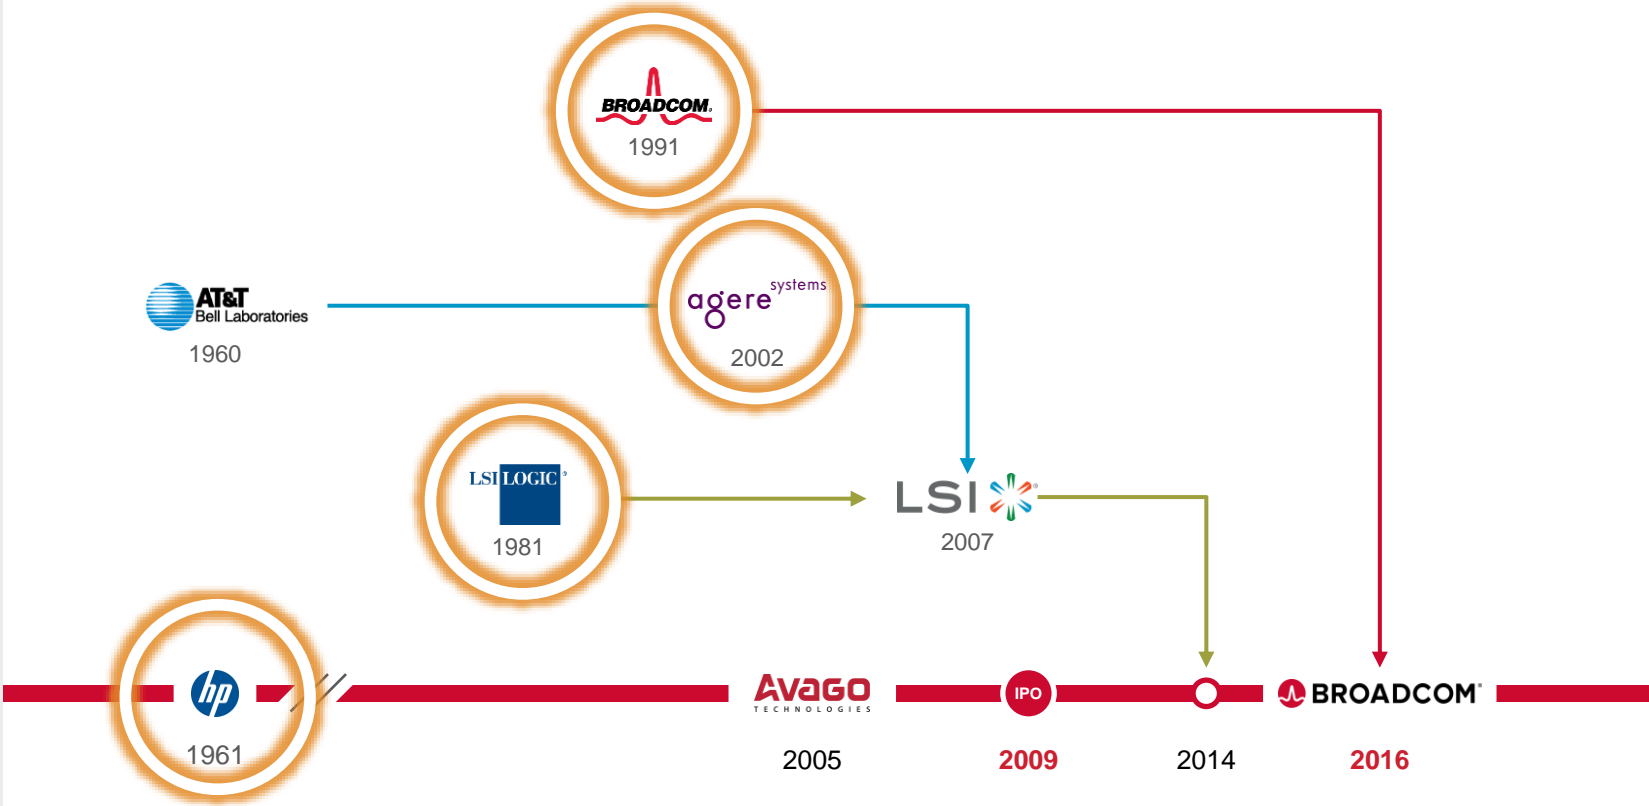 BROADCOM
1991
agere systems
2002
AT&T
Bell Laboratories
1960
LSI LOGIC
1981
LSI
2007
hp
1961
AVAGO
TECHNOLOGIES
2005
IPO
2009
2014
BROADCOM
2016